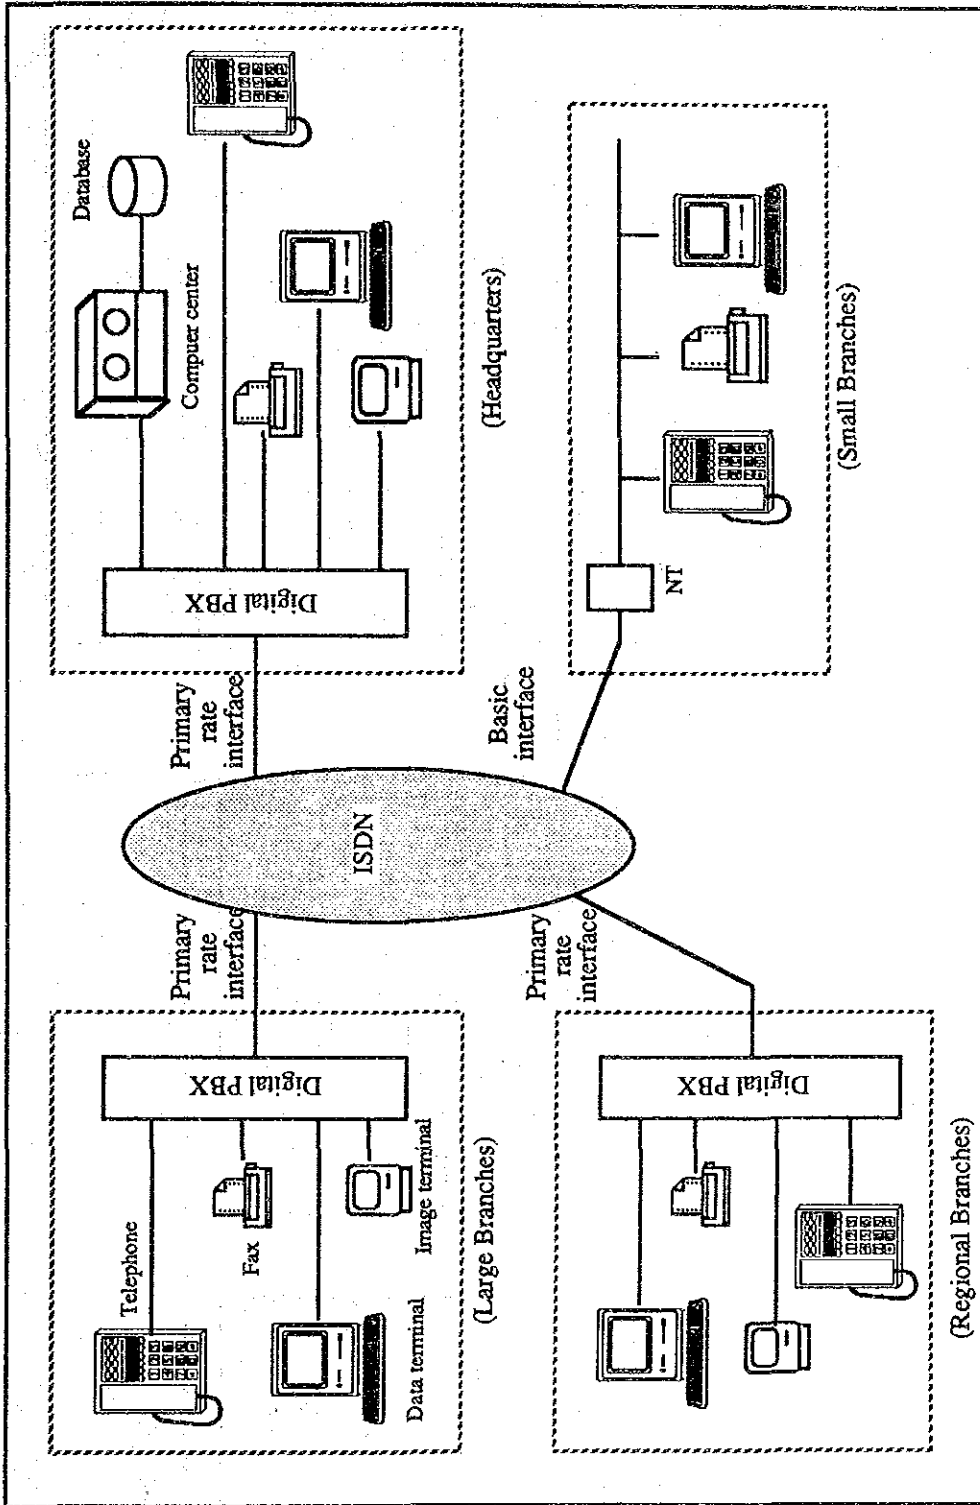 Telephone
Fax
Data terminal
Image terminal
Digital PBX
(Large Branches)
Primary
rate
interface
ISDN
Primary
rate
interface
Digital PBX
Database
Compuer center
(Headquarters)
Digital PBX
(Regional Branches)
Primary
rate
interface
Basic
interface
NT
(Small Branches)